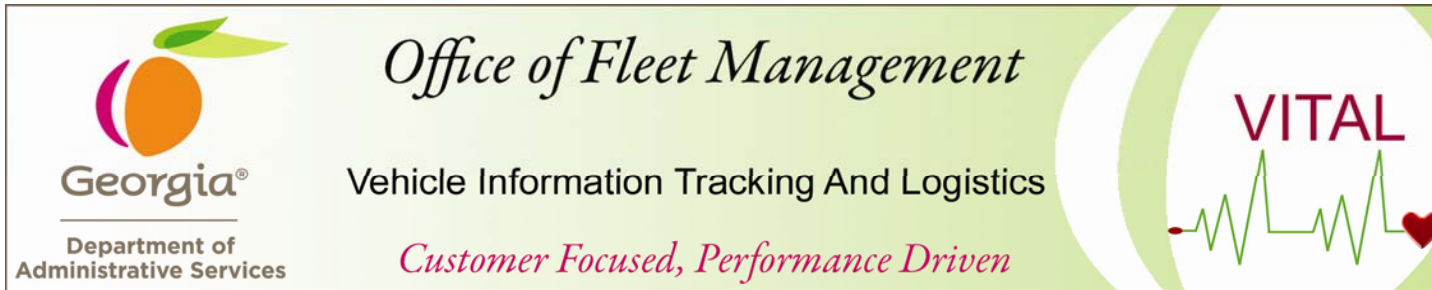 Georgia®
Department of
Administrative Services
Office of Fleet Management
Vehicle Information Tracking And Logistics
Customer Focused, Performance Driven
VITAL